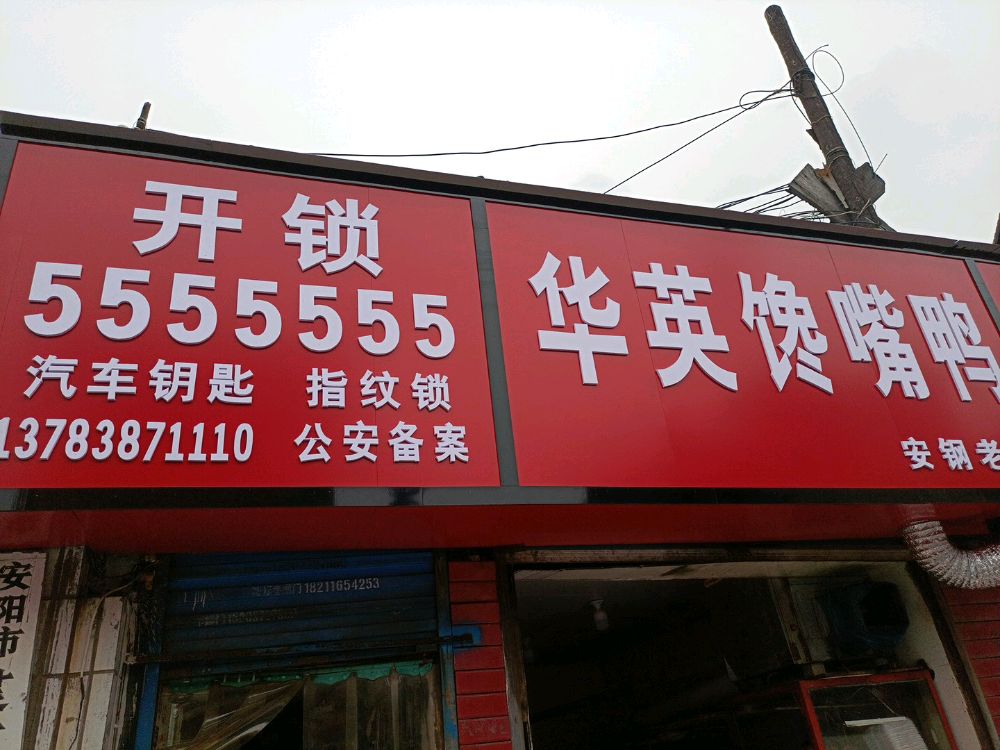 开锁
5555555
汽车钥匙 指纹锁
13783871110 公安备案
华英馋嘴鸭
安钢老
18211654253
安阳市